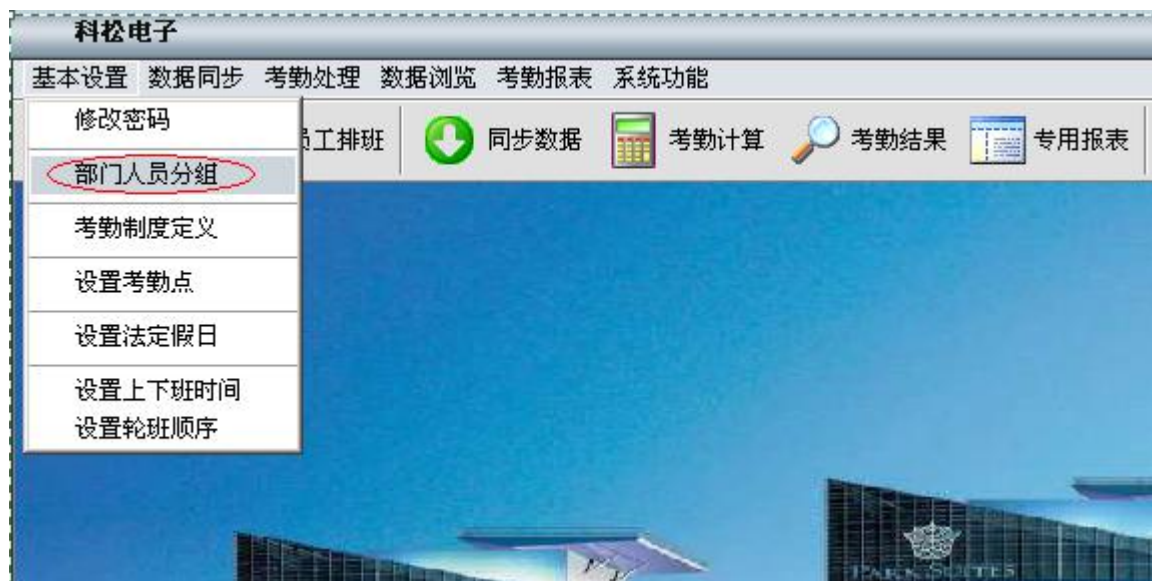 科松电子
基本设置 数据同步 考勤处理 数据浏览 考勤报表 系统功能
工排班 同步数据 考勤计算 考勤结果 专用报表
修改密码
部门人员分组
考勤制度定义
设置考勤点
设置法定假日
设置上下班时间
设置轮班顺序
PARK SUITES